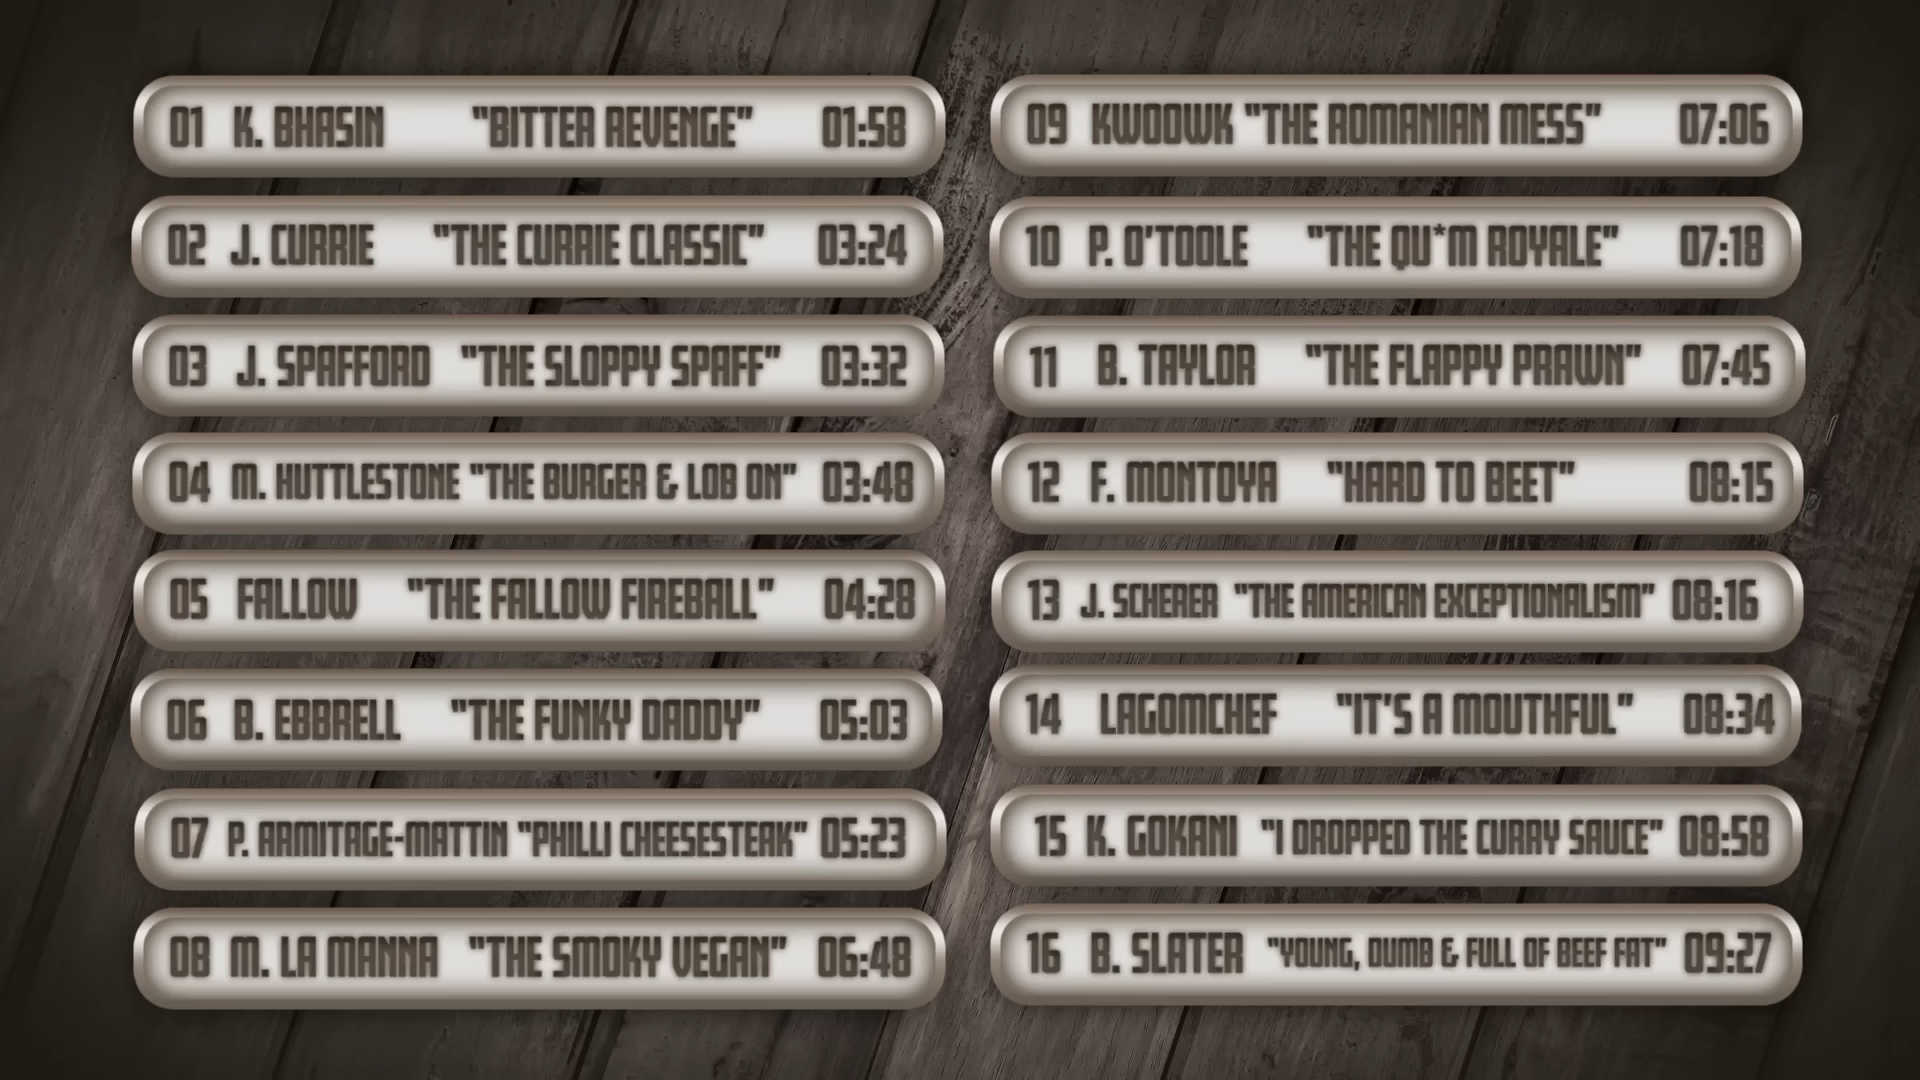 01 K. BHASIN "BITTER REVENGE" 01:58
02 J. CURRIE "THE CURRIE CLASSIC" 03:24
03 J. SPAFFORD "THE SLOPPY SPAFF" 03:32
04 M. HUTTLESTONE "THE BURGER & LOB ON" 03:48
05 FALLOW "THE FALLOW FIREBALL" 04:28
06 B. EBBRELL "THE FUNKY DADDY" 05:03
07 P. ARMITAGE-MATTIN "PHILLI CHEESESTEAK" 05:23
08 M. LA MANNA "THE SMOKY VEGAN" 06:48
09 KWOOWK "THE ROMANIAN MESS" 07:06
10 P. O'TOOLE "THE QU*M ROYALE" 07:18
11 B. TAYLOR "THE FLAPPY PRAWN" 07:45
12 F. MONTOYA "HARD TO BEET" 08:15
13 J. SCHERER "THE AMERICAN EXCEPTIONALISM" 08:16
14 LAGOMCHEF "IT'S A MOUTHFUL" 08:34
15 K. GOKANI "I DROPPED THE CURRY SAUCE" 08:58
16 B. SLATER "YOUNG, DUMB & FULL OF BEEF FAT" 09:27